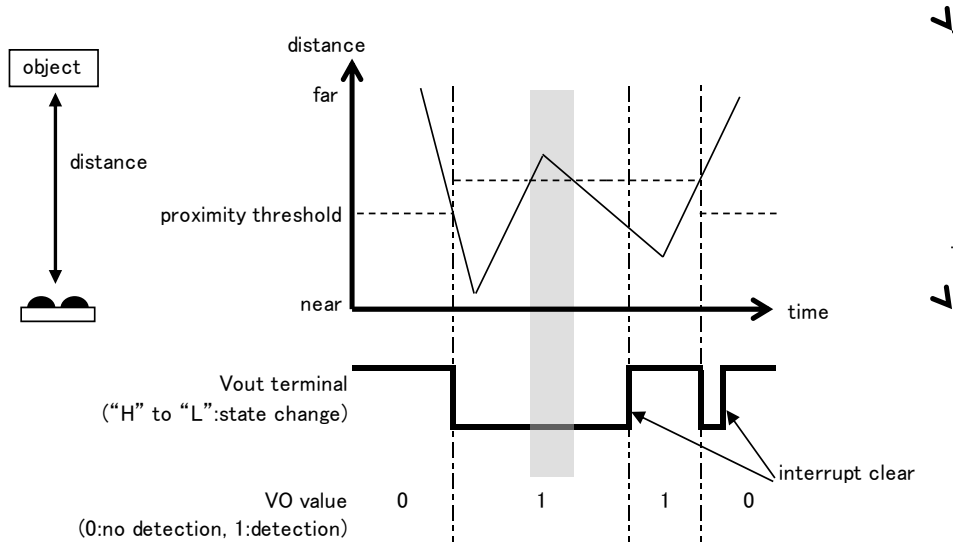 object
distance
distance
far
proximity threshold
near
time
Vout terminal
(“H” to “L”:state change)
interrupt clear
VO value
(0:no detection, 1:detection)
0 1 1 0